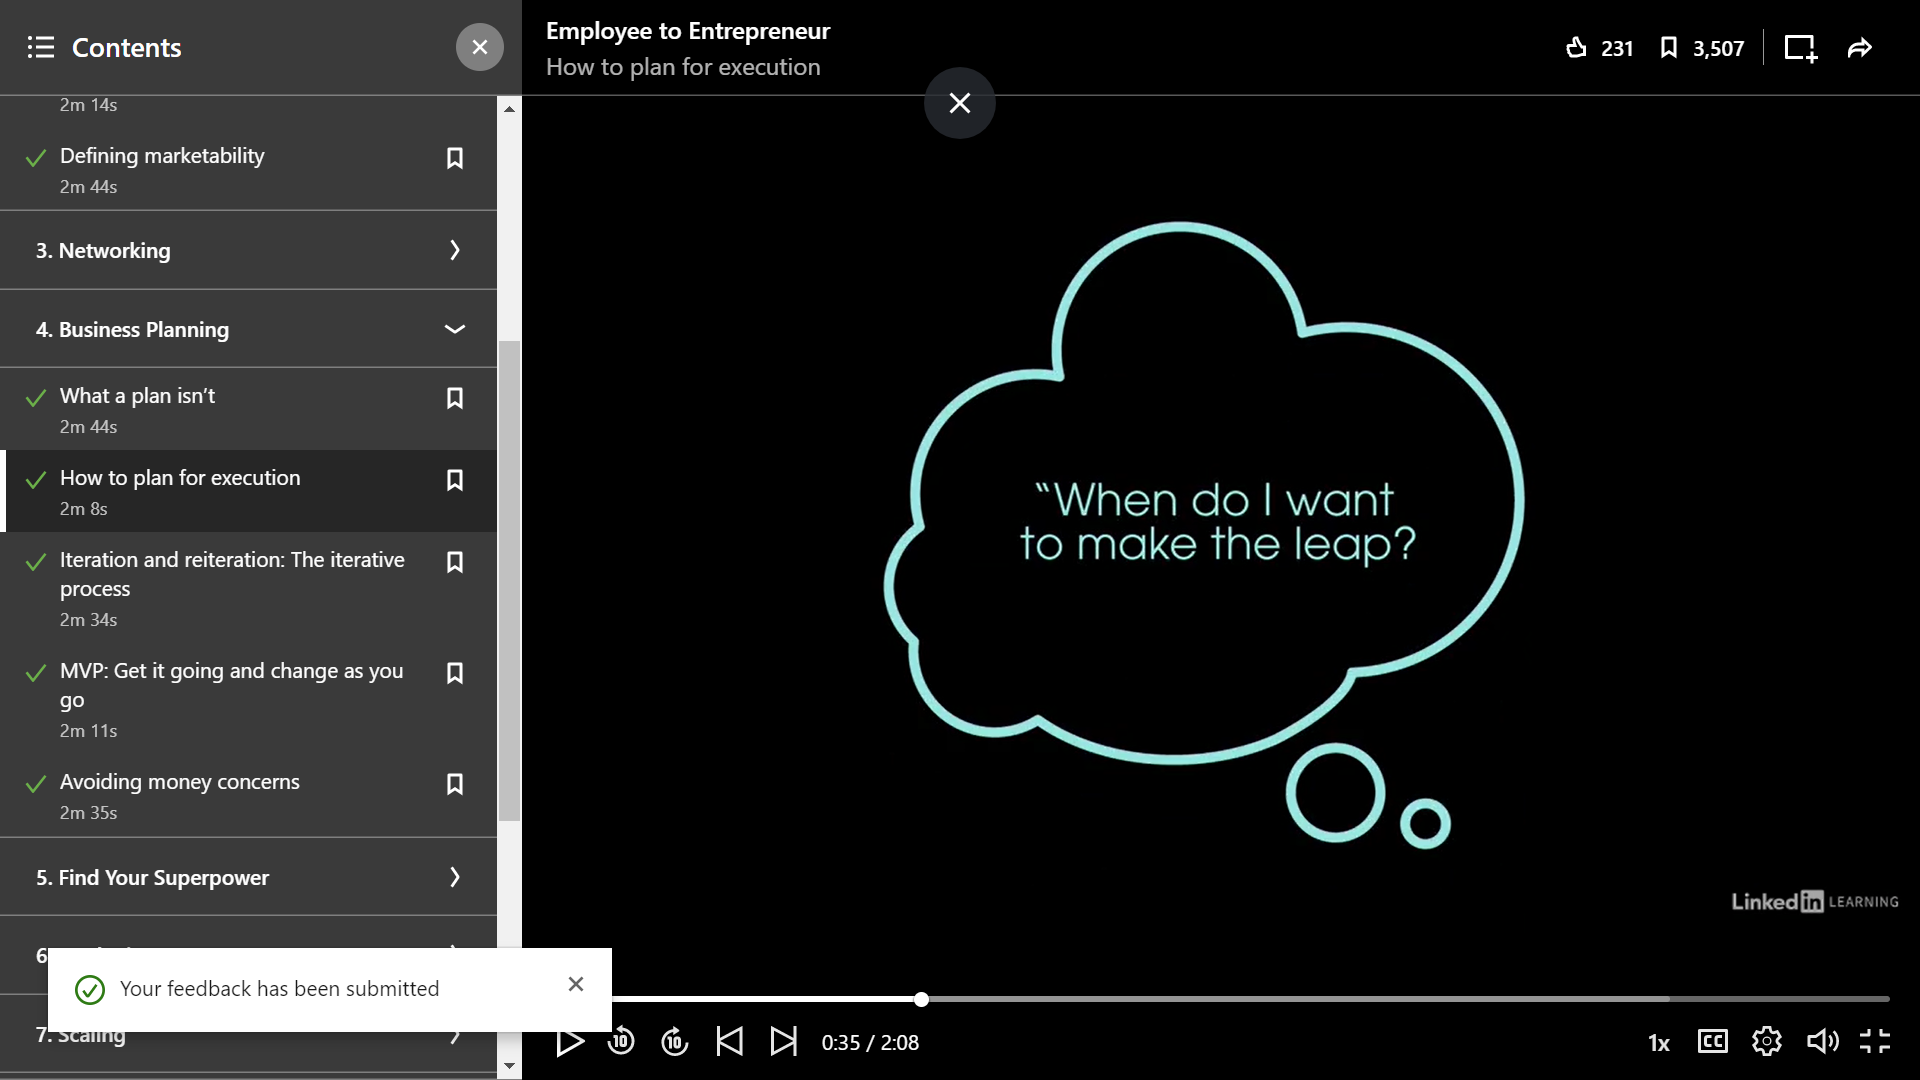 Contents
Employee to Entrepreneur
How to plan for execution
231
3,507
2m 14s
Defining marketability
2m 44s
3. Networking
4. Business Planning
What a plan isn’t
2m 44s
How to plan for execution
2m 8s
Iteration and reiteration: The iterative
process
2m 34s
MVP: Get it going and change as you
go
2m 11s
Avoiding money concerns
2m 35s
5. Find Your Superpower
6.
7. Scaling
Your feedback has been submitted
“When do I want
to make the leap?
LinkedIn LEARNING
10
10
0:35 / 2:08
1x
CC